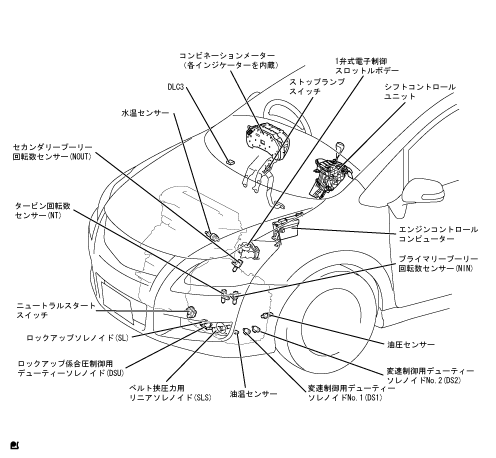 コンビネーションメーター
(各インジケーターを内蔵)
1弁式電子制御
スロットルボデー
ストップランプ
スイッチ
DLC3
シフトコントロール
ユニット
水温センサー
セカンダリープーリー
回転数センサー(NOUT)
タービン回転数
センサー(NT)
エンジンコントロール
コンピューター
プライマリープーリー
回転数センサー(NIN)
ニュートラルスタート
スイッチ
ロックアップソレノイド(SL)
油圧センサー
ロックアップ係合圧制御用
デューティーソレノイド(DSU)
変速制御用デューティー
ソレノイドNo.2(DS2)
ベルト挟圧力用
リニアソレノイド(SLS)
油温センサー
変速制御用デューティー
ソレノイドNo.1(DS1)